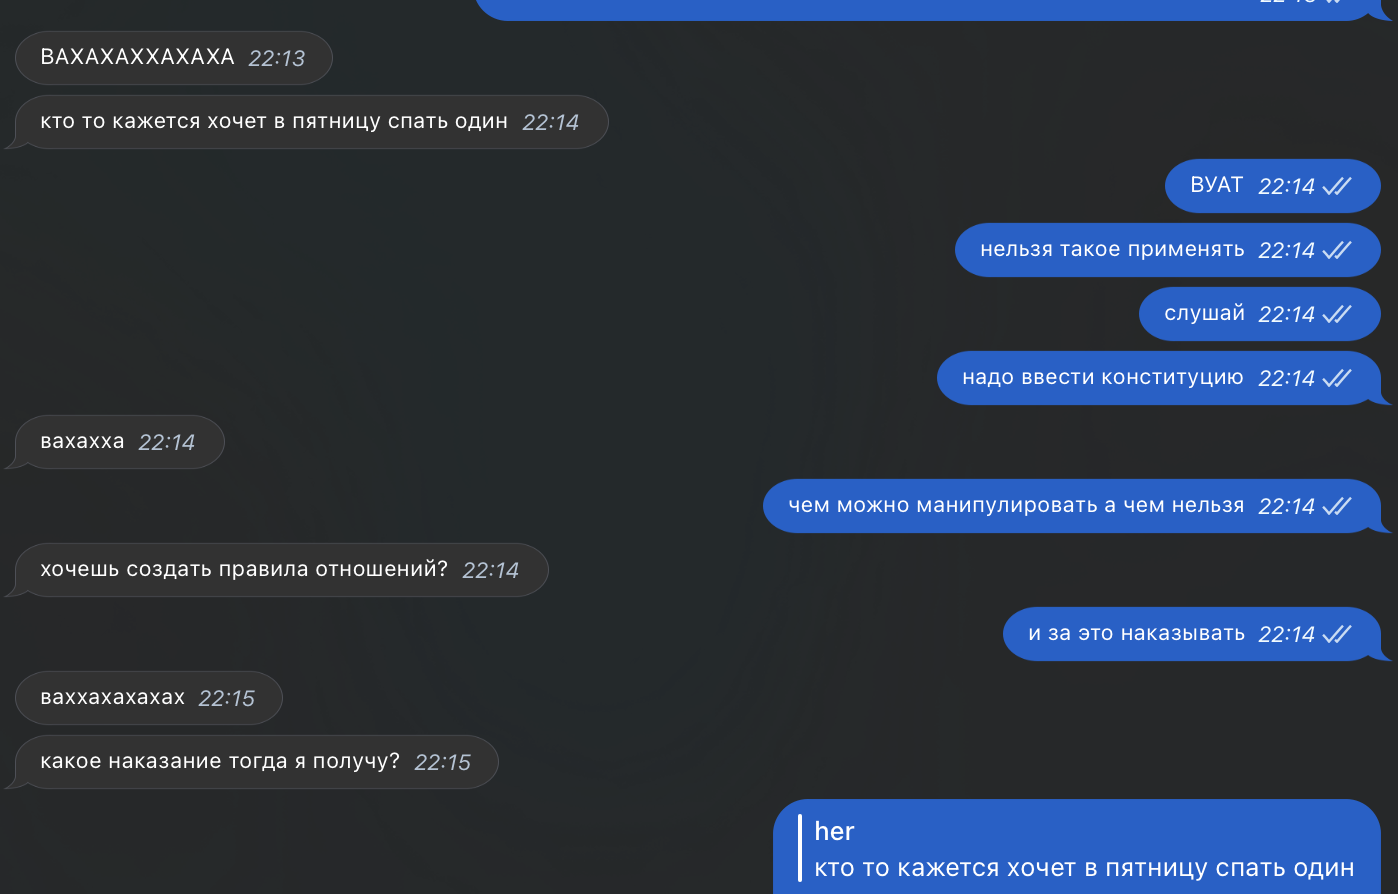 ВАХАХАХХАХАХА 22:13
кто то кажется хочет в пятницу спать один 22:14
ВУАТ 22:14
нельзя такое применять 22:14
слушай 22:14
надо ввести конституцию 22:14
вахахха 22:14
чем можно манипулировать а чем нельзя 22:14
хочешь создать правила отношений? 22:14
и за это наказывать 22:14
ваххахахахах 22:15
какое наказание тогда я получу? 22:15
her
кто то кажется хочет в пятницу спать один